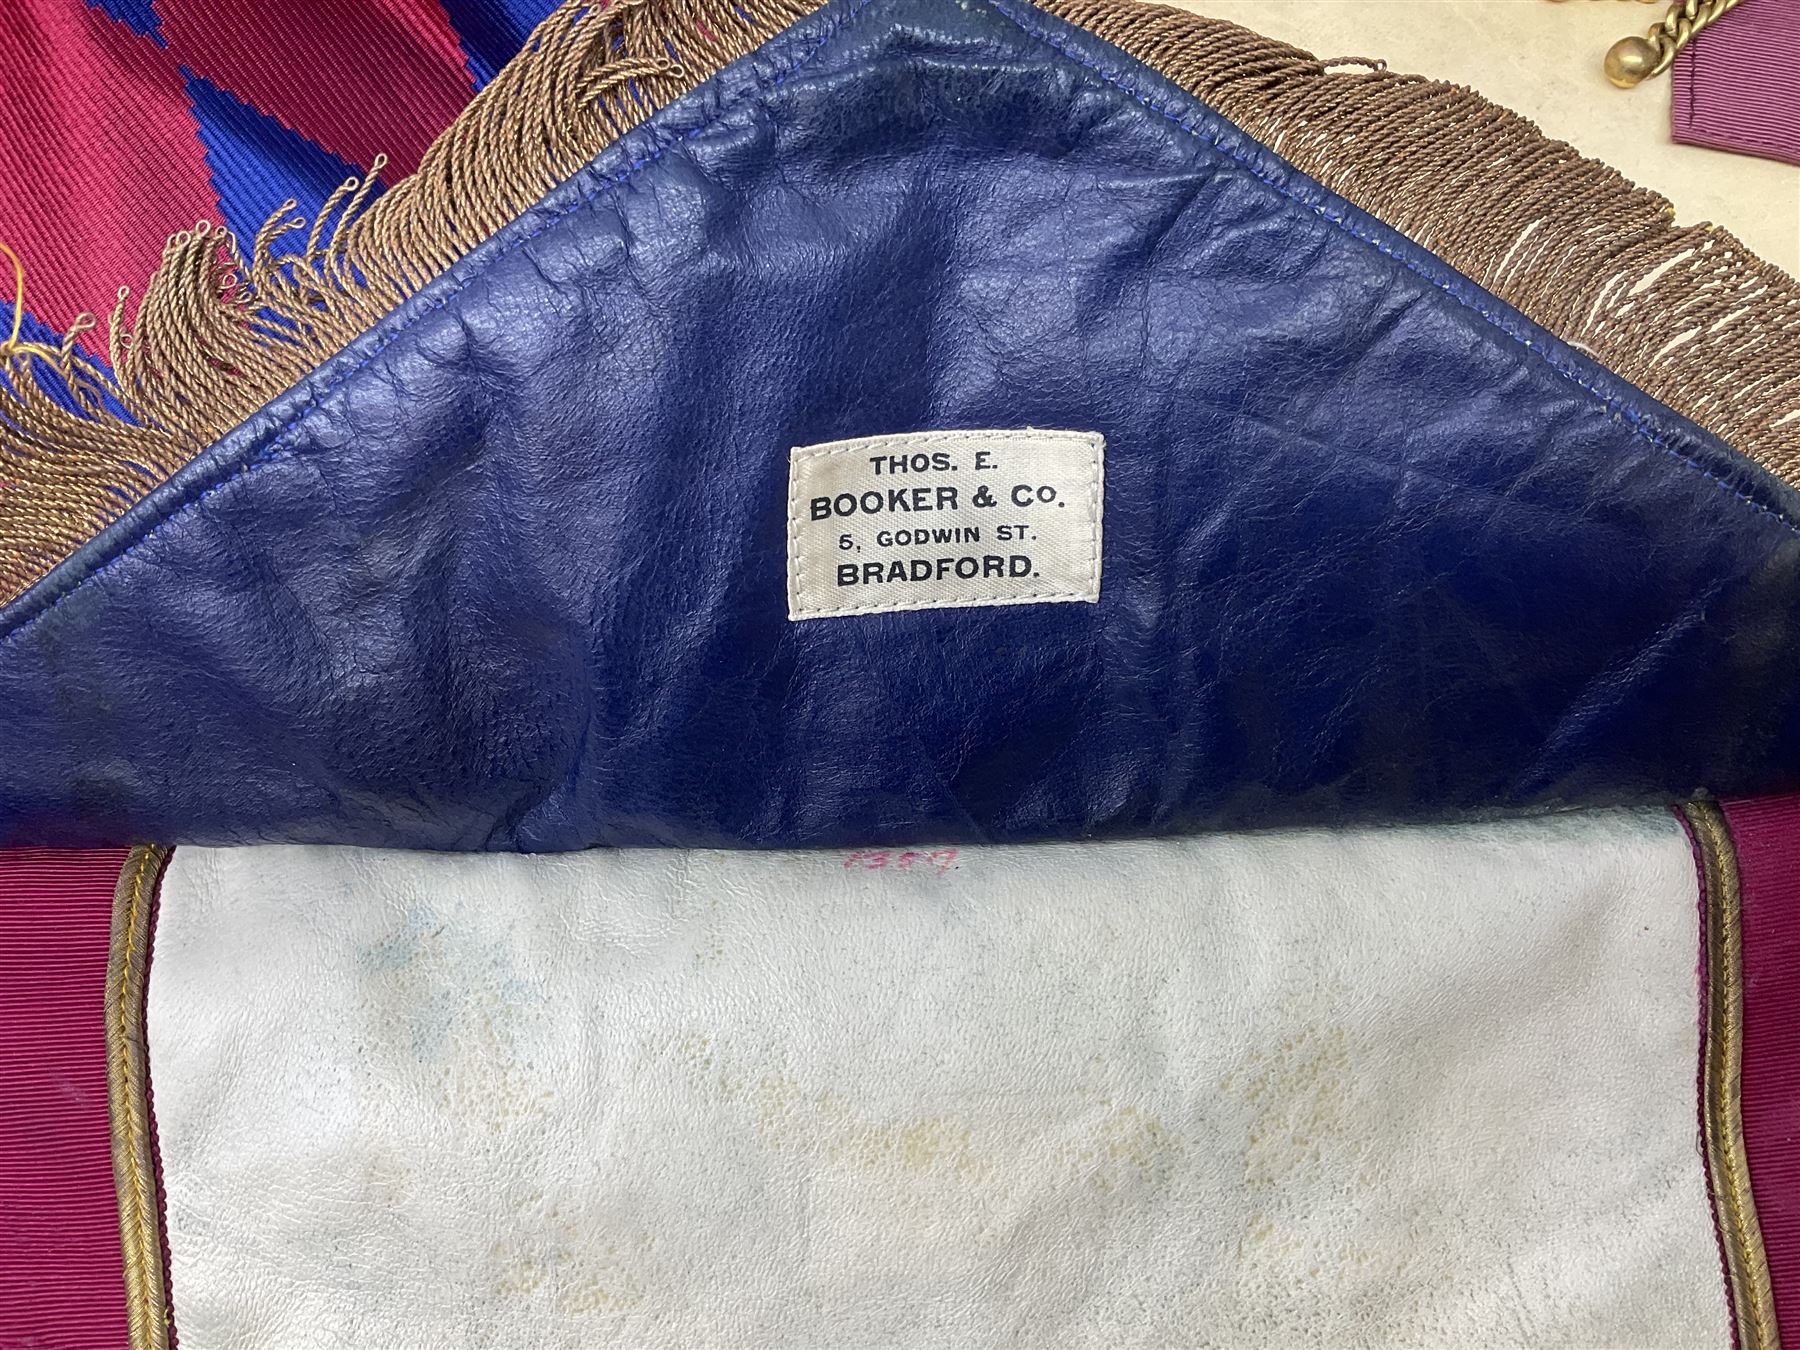 THOS. E.
BOOKER & Co.
5, GODWIN ST.
BRADFORD.